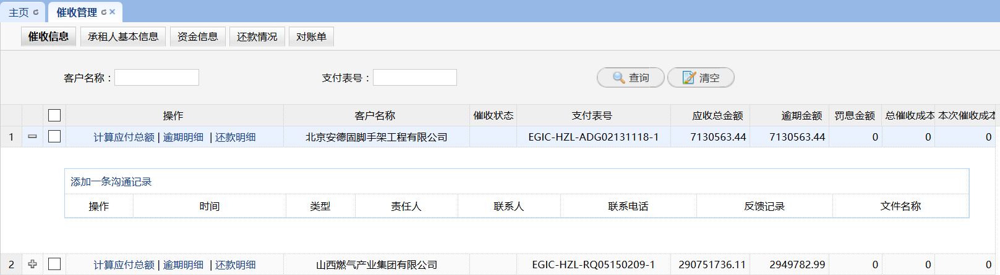 主页 催收管理
催收信息 承租人基本信息 资金信息 还款情况 对账单
客户名称： 支付表号： 查询 清空
操作 客户名称 催收状态 支付表号 应收总金额 逾期金额 罚息金额 总催收成本 本次催收成本
1 计算应付总额 | 逾期明细 | 还款明细 北京安德固脚手架工程有限公司 EGIC-HZL-ADG02131118-1 7130563.44 7130563.44 0 0 0
添加一条沟通记录
操作 时间 类型 责任人 联系人 联系电话 反馈记录 文件名称
2 计算应付总额 | 逾期明细 | 还款明细 山西燃气产业集团有限公司 EGIC-HZL-RQ05150209-1 290751736.11 2949782.99 0 0 0